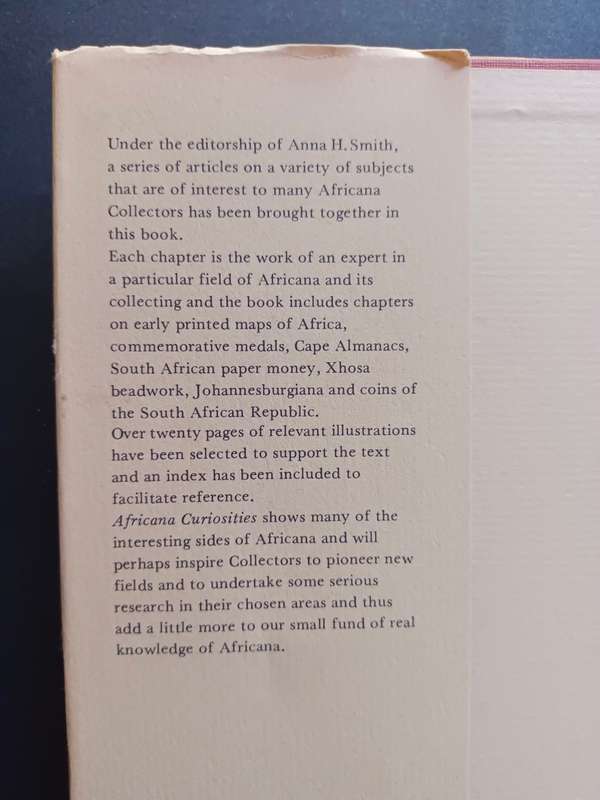 Under the editorship of Anna H. Smith,
a series of articles on a variety of subjects
that are of interest to many Africana
Collectors has been brought together in
this book.
Each chapter is the work of an expert in
a particular field of Africana and its
collecting and the book includes chapters
on early printed maps of Africa,
commemorative medals, Cape Almanacs,
South African paper money, Xhosa
beadwork, Johannesburgiana and coins of
the South African Republic.
Over twenty pages of relevant illustrations
have been selected to support the text
and an index has been included to
facilitate reference.
Africana Curiosities shows many of the
interesting sides of Africana and will
perhaps inspire Collectors to pioneer new
fields and to undertake some serious
research in their chosen areas and thus
add a little more to our small fund of real
knowledge of Africana.